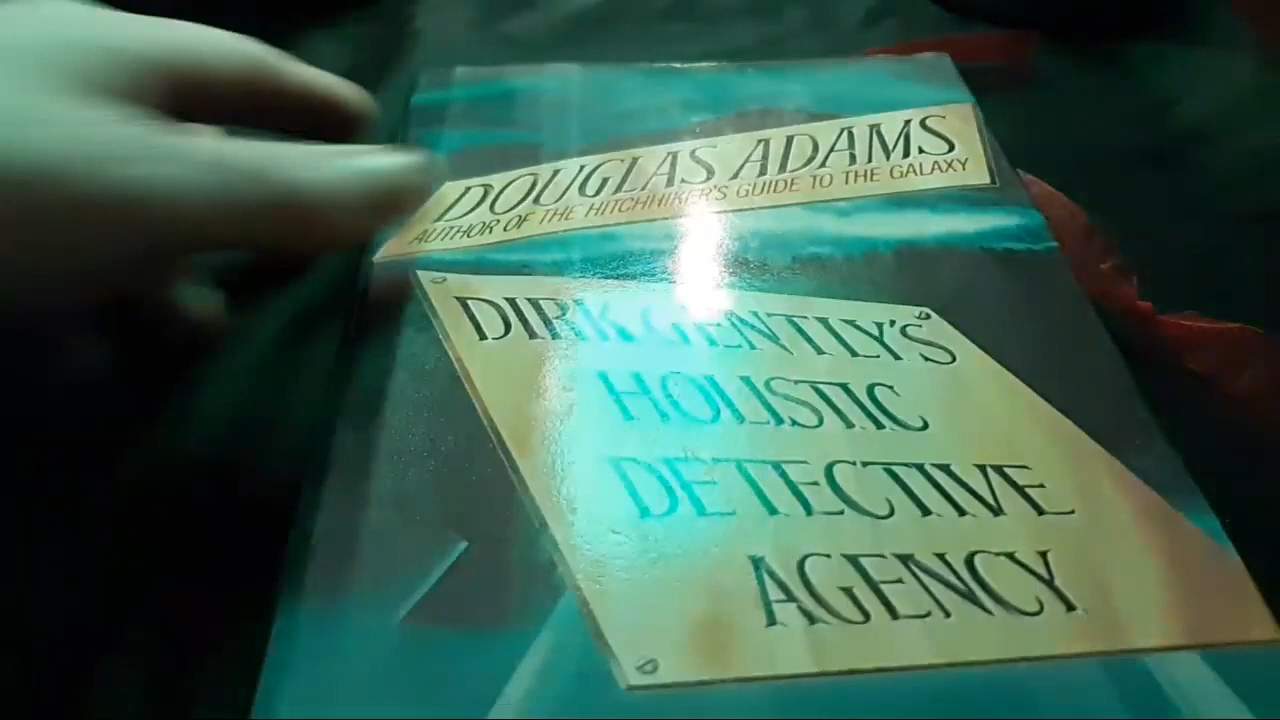 DOUGLAS ADAMS
AUTHOR OF THE HITCHHIKER'S GUIDE TO THE GALAXY
DIRK GENTLY'S
HOLISTIC
DETECTIVE
AGENCY